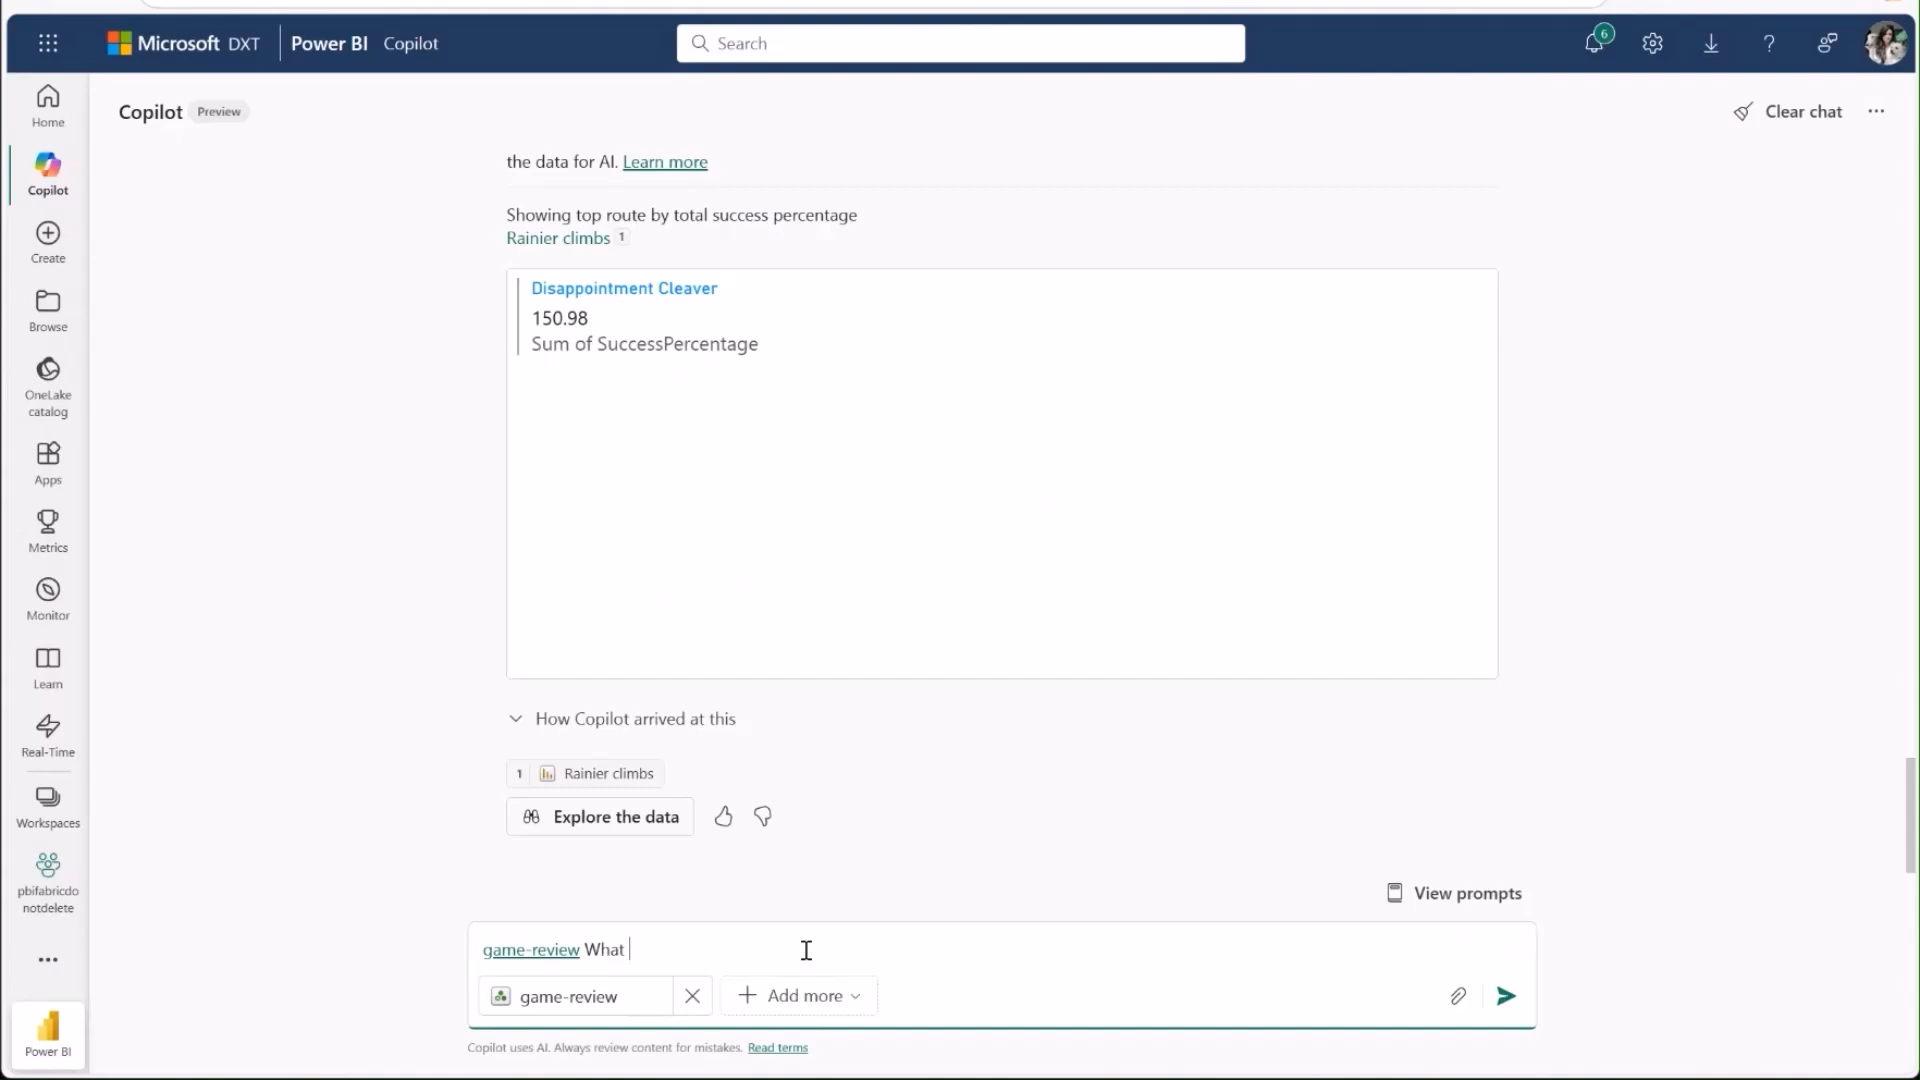 Microsoft DXT Power BI Copilot
Search
6
Home
Copilot
Create
Browse
OneLake
catalog
Apps
Metrics
Monitor
Learn
Real-Time
Workspaces
pbifabricdo
notdelete
Power BI
Copilot Preview
Clear chat
the data for AI. Learn more
Showing top route by total success percentage
Rainier climbs 1
Disappointment Cleaver
150.98
Sum of SuccessPercentage
How Copilot arrived at this
1 Rainier climbs
Explore the data
View prompts
game-review What
game-review
Add more
Copilot uses AI. Always review content for mistakes. Read terms